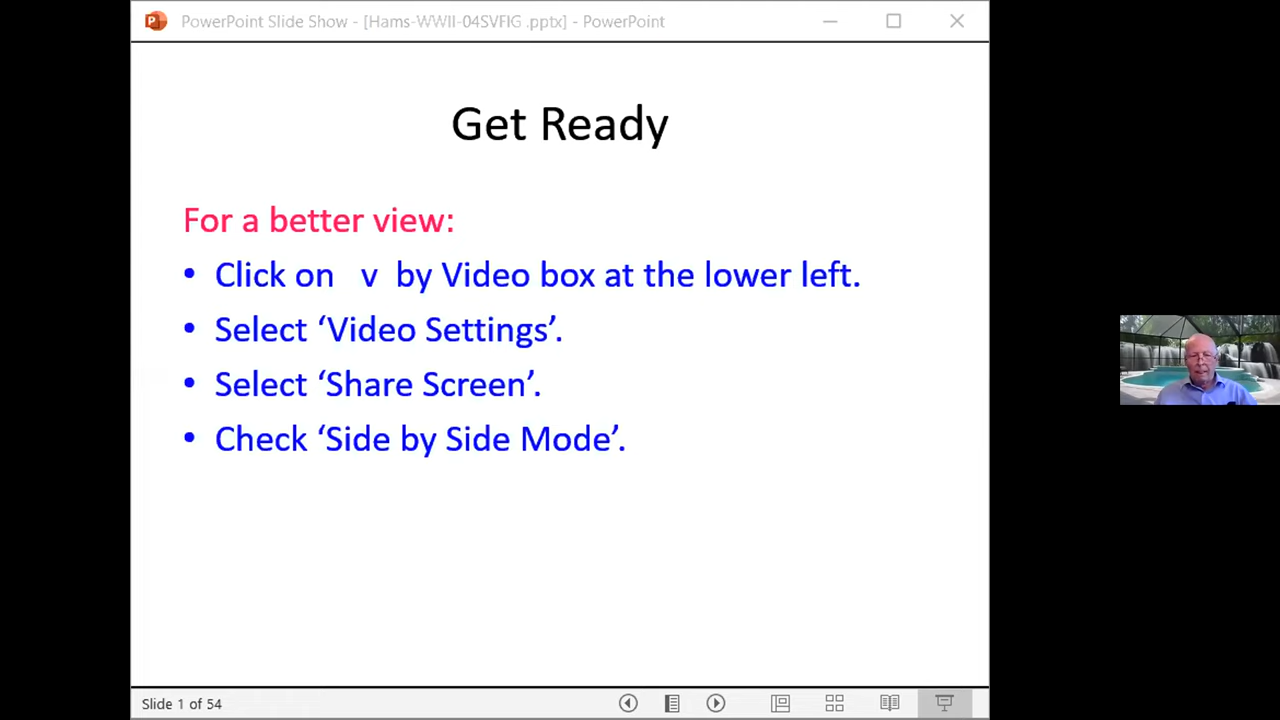 PowerPoint Slide Show - [Hams-WWII-04SVFIG .pptx] - PowerPoint
Get Ready
For a better view:
• Click on v by Video box at the lower left.
• Select ‘Video Settings’.
• Select ‘Share Screen’.
• Check ‘Side by Side Mode’.
Slide 1 of 54